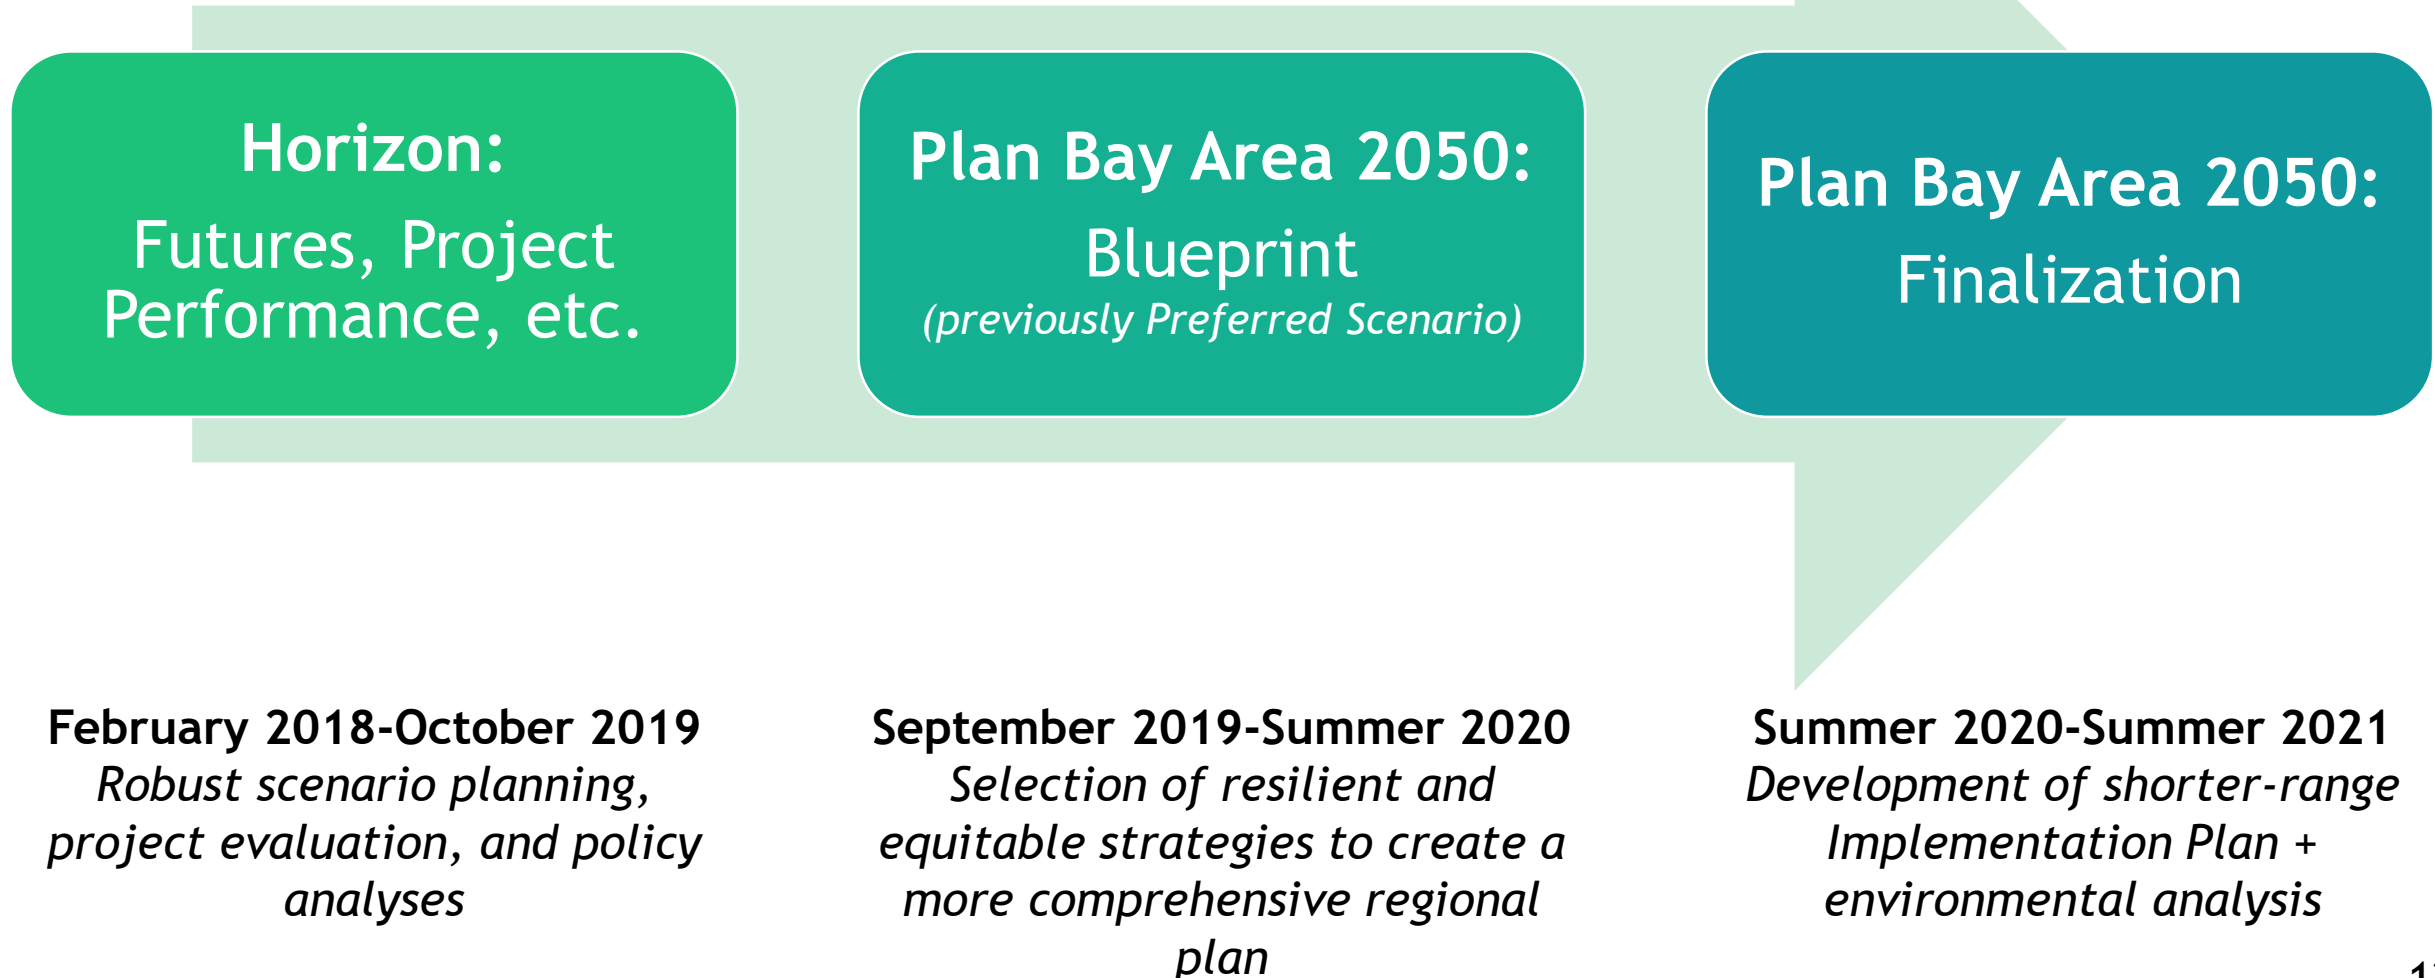 Horizon:
Futures, Project
Performance, etc.
Plan Bay Area 2050:
Blueprint
(previously Preferred Scenario)
Plan Bay Area 2050:
Finalization
February 2018-October 2019
Robust scenario planning,
project evaluation, and policy
analyses
September 2019-Summer 2020
Selection of resilient and
equitable strategies to create a
more comprehensive regional
plan
Summer 2020-Summer 2021
Development of shorter-range
Implementation Plan +
environmental analysis